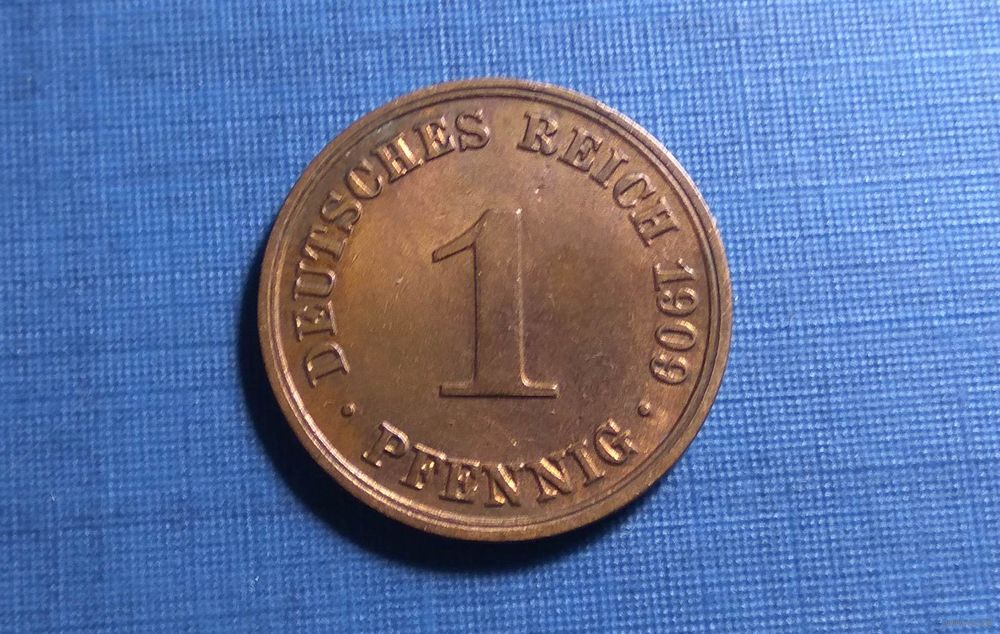 DEUTSCHES REICH 1909
1
· PFENNIG ·